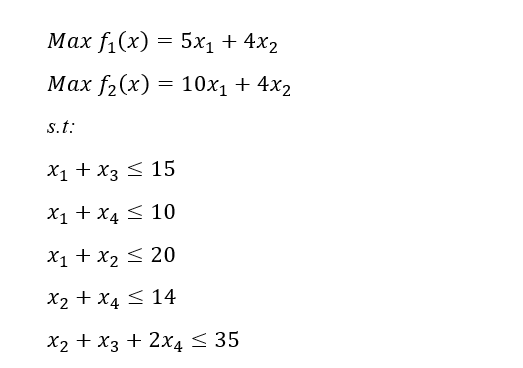 Max f₁(x) = 5x₁ + 4x₂
Max f₂(x) = 10x₁ + 4x₂
s.t:
x₁ + x₃ ≤ 15
x₁ + x₄ ≤ 10
x₁ + x₂ ≤ 20
x₂ + x₄ ≤ 14
x₂ + x₃ + 2x₄ ≤ 35